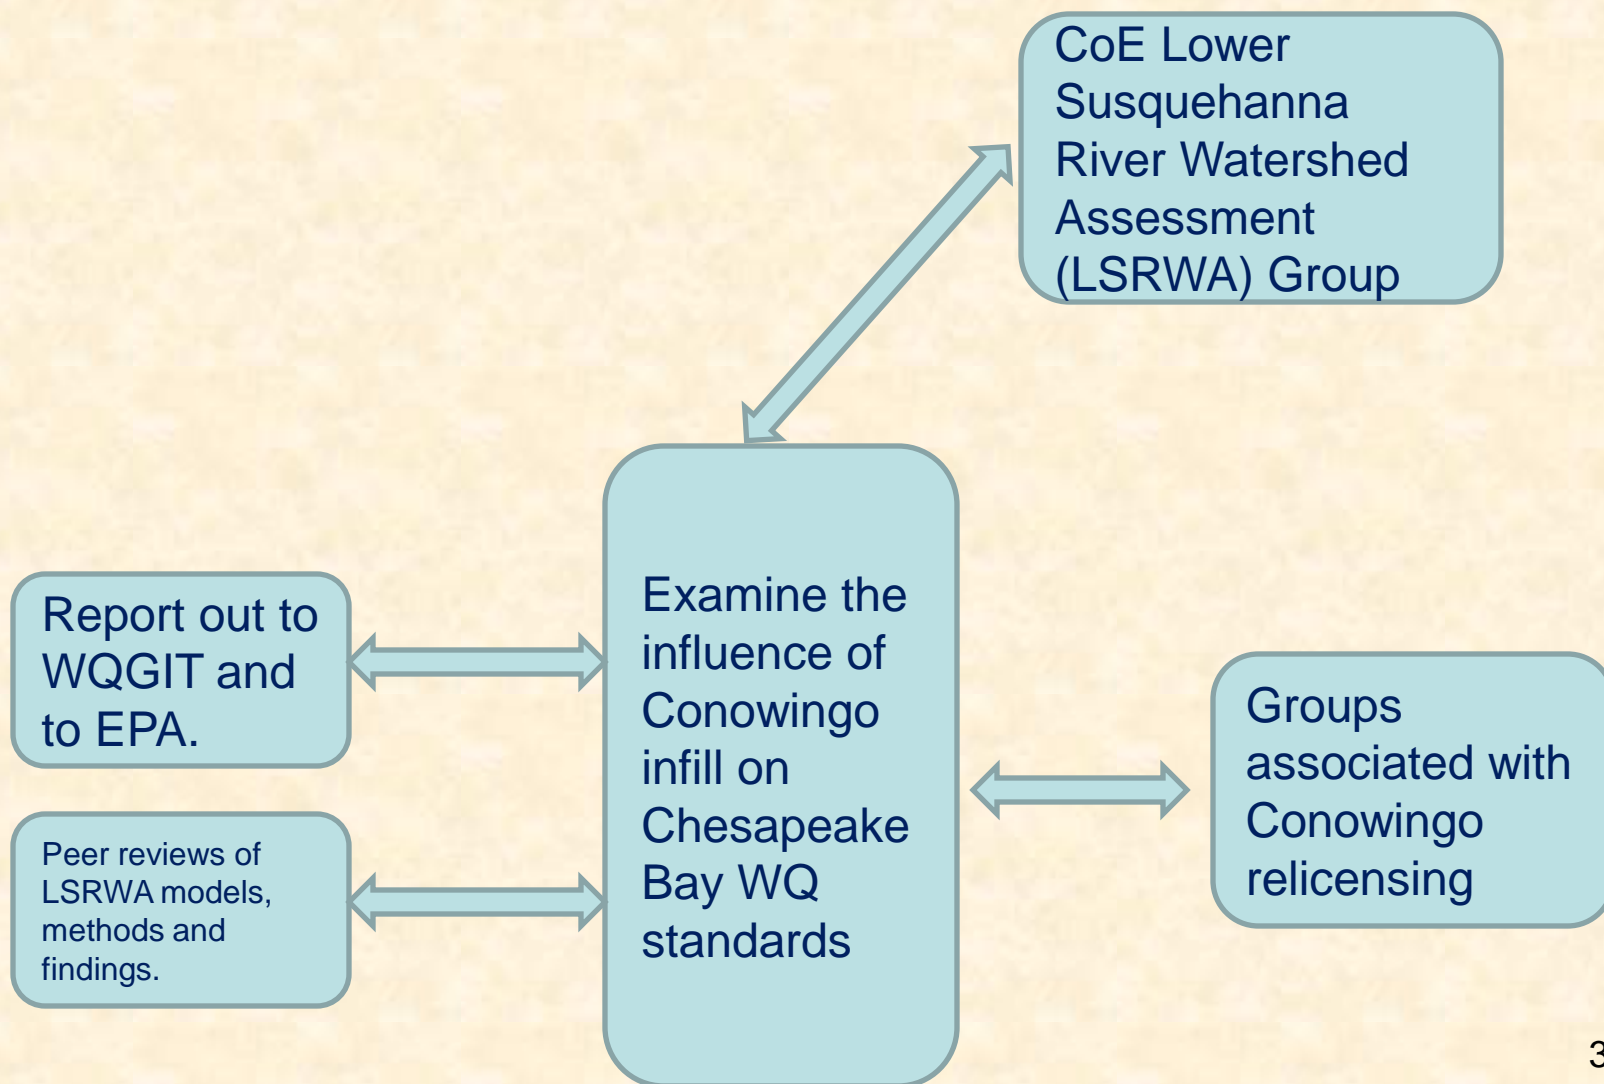 CoE Lower
Susquehanna
River Watershed
Assessment
(LSRWA) Group
Report out to
WQGIT and
to EPA.
Peer reviews of
LSRWA models,
methods and
findings.
Examine the
influence of
Conowingo
infill on
Chesapeake
Bay WQ
standards
Groups
associated with
Conowingo
relicensing
3